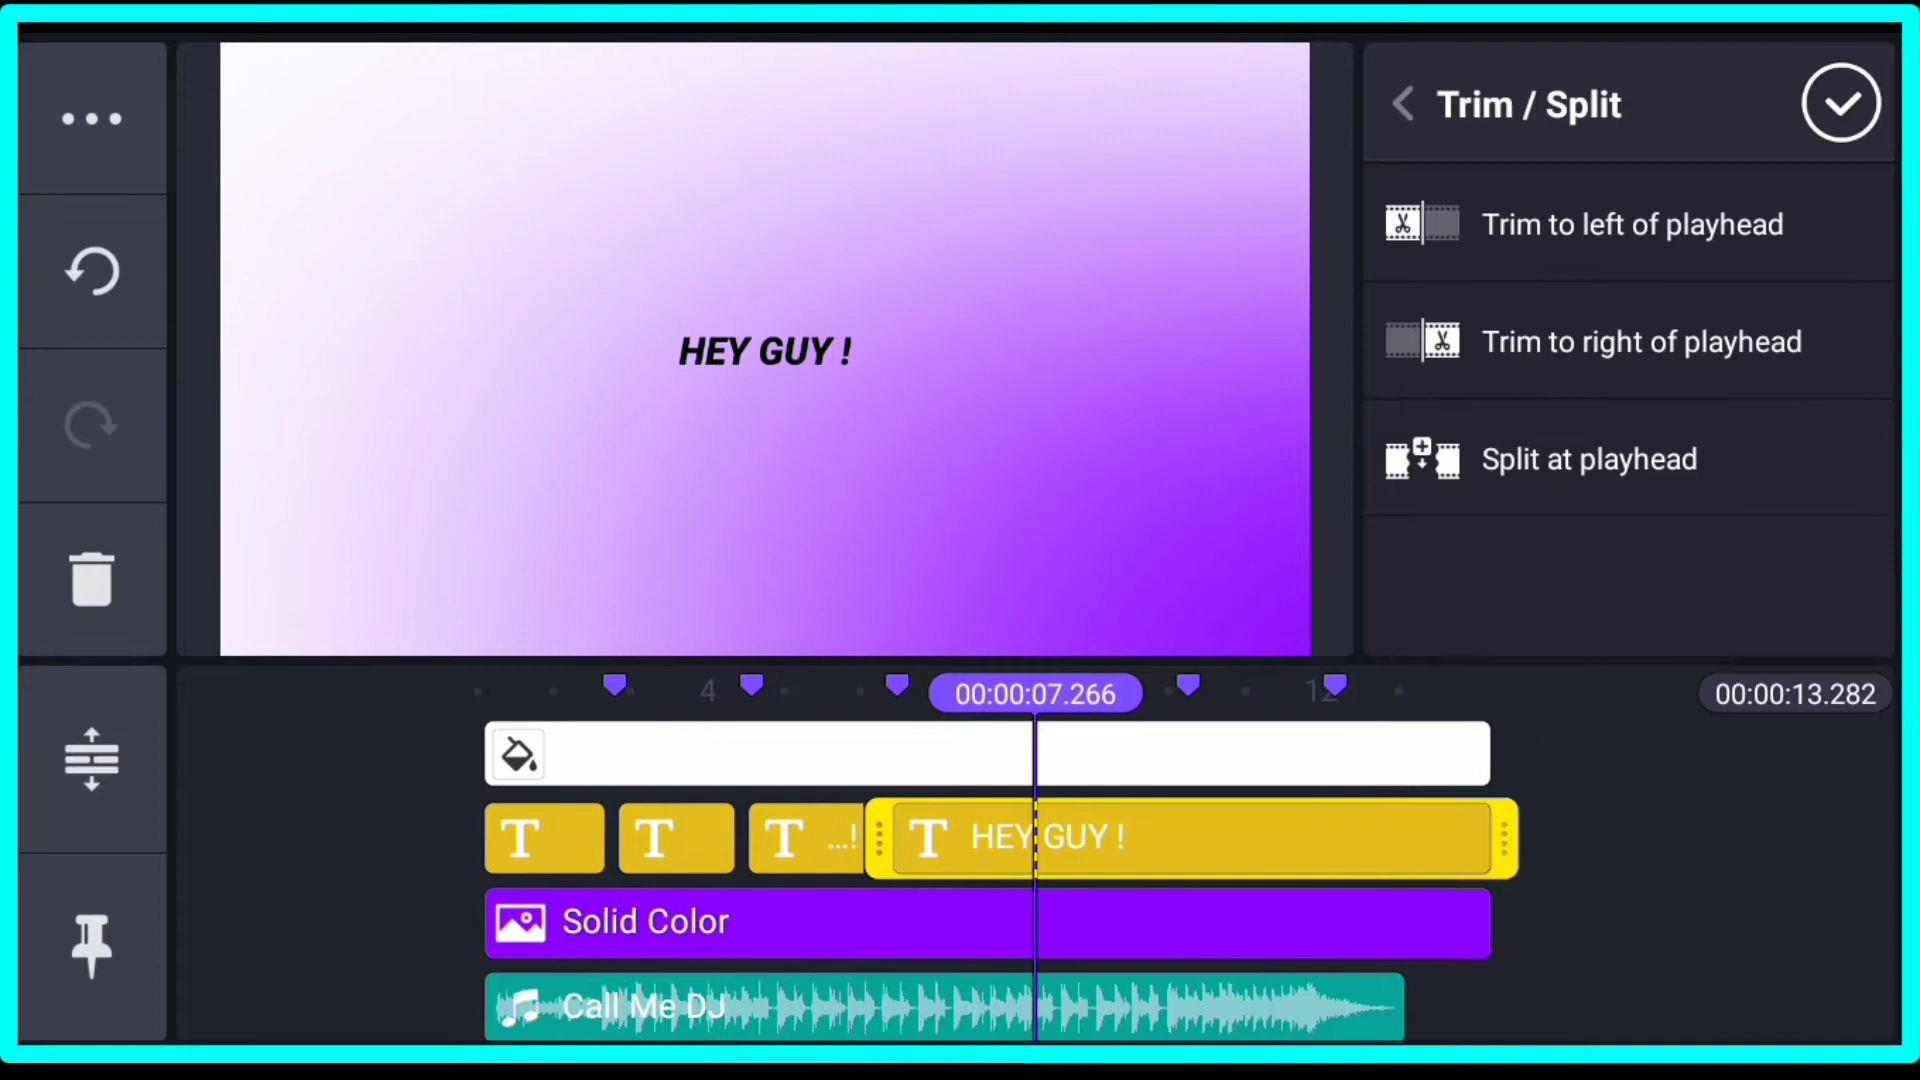 Trim / Split
Trim to left of playhead
HEY GUY !
Trim to right of playhead
Split at playhead
4
00:00:07.266
12
00:00:13.282
T
T
T ...!
T HEY GUY !
Solid Color
Call Me DJ